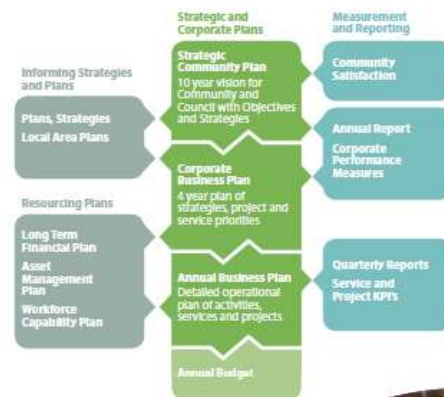 Strategic and
Corporate Plans
Measurement
and Reporting
Informing Strategies
and Plans
Plans, Strategies
Local Area Plans
Resourcing Plans
Long Term
Financial Plan
Asset
Management
Plan
Workforce
Capability Plan
Strategic
Community Plan
10 year vision for
Community and
Council with Objectives
and Strategies
Corporate
Business Plan
4 year plan of
strategies, project and
service priorities
Annual Business Plan
Detailed operational
plan of activities,
services and projects
Annual Budget
Community
Satisfaction
Annual Report
Corporate
Performance
Measures
Quarterly Reports
Service and
Project KPI's